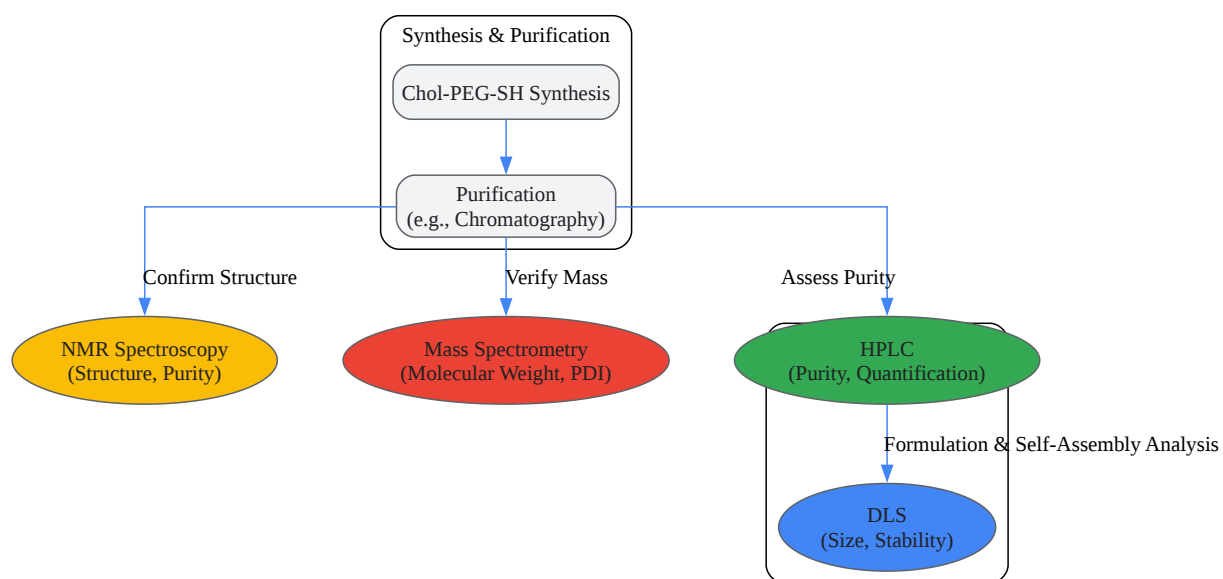 Synthesis & Purification
Chol-PEG-SH Synthesis
Purification
(e.g., Chromatography)
Confirm Structure
Verify Mass
Assess Purity
NMR Spectroscopy
(Structure, Purity)
Mass Spectrometry
(Molecular Weight, PDI)
HPLC
(Purity, Quantification)
Formulation & Self-Assembly Analysis
DLS
(Size, Stability)